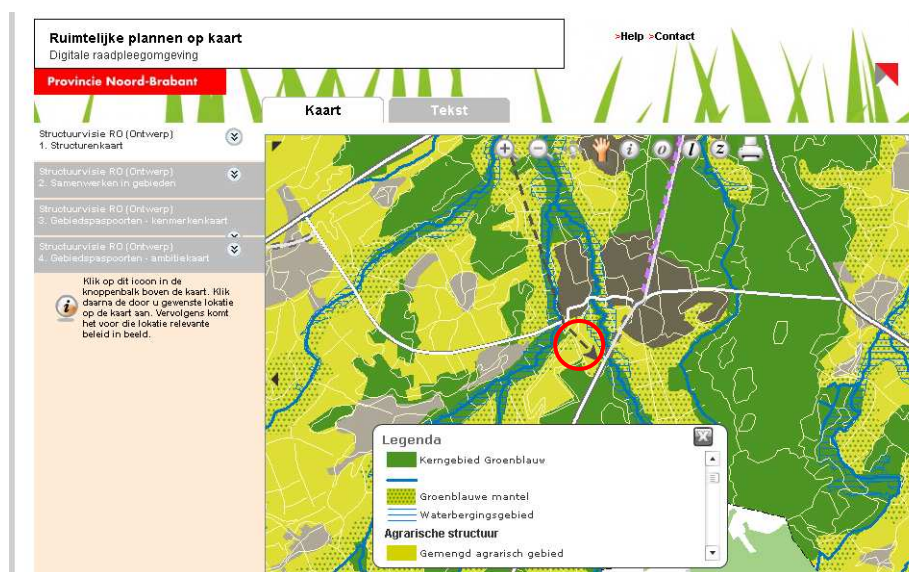 Ruimtelijke plannen op kaart
Digitale raadpleegomgeving
>Help >Contact
Provincie Noord-Brabant
Kaart
Tekst
Structuurvisie RO (Ontwerp)
1. Structurenkaart
Structuurvisie RO (Ontwerp)
2. Samenwerken in gebieden
Structuurvisie RO (Ontwerp)
3. Gebiedspaspoorten - kenmerkenkaart
Structuurvisie RO (Ontwerp)
4. Gebiedspaspoorten - ambitiekaart
Klik op dit icoon in de
knoppenbalk boven de kaart. Klik
daarna de door u gewenste lokatie
op de kaart aan. Vervolgens komt
het voor die lokatie relevante
beleid in beeld.
i
i o l z
Legenda
Kerngebied Groenblauw
Groenblauwe mantel
Waterbergingsgebied
Agrarische structuur
Gemengd agrarisch gebied